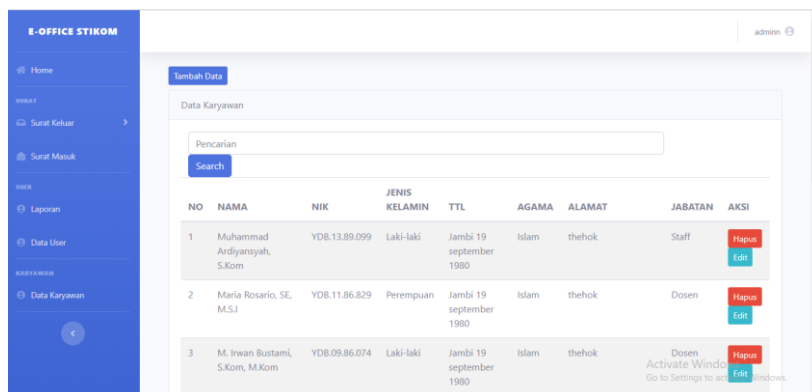 E-OFFICE STIKOM
adminn
Home
SURAT
Surat Keluar
Surat Masuk
USER
Laporan
Data User
KARYAWAN
Data Karyawan
Tambah Data
Data Karyawan
Pencarian
Search
NO NAMA NIK JENIS KELAMIN TTL AGAMA ALAMAT JABATAN AKSI
1 Muhammad Ardiyansyah, S.Kom YDB.13.89.099 Laki-laki Jambi 19 september 1980 Islam thehok Staff Hapus Edit
2 Maria Rosario, SE, M.S.I YDB.11.86.829 Perempuan Jambi 19 september 1980 Islam thehok Dosen Hapus Edit
3 M. Irwan Bustami, S.Kom, M.Kom YDB.09.86.074 Laki-laki Jambi 19 september 1980 Islam thehok Dosen Hapus Edit
Activate Windo
Go to Settings to act Windows.